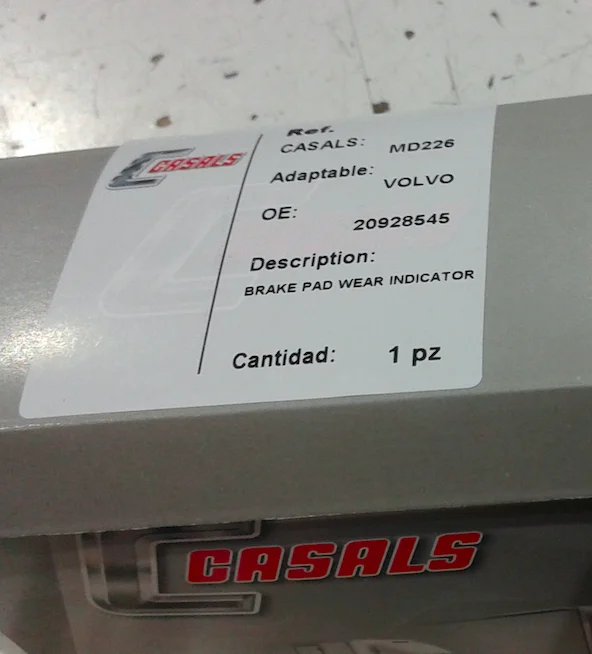 CASALS
Ref.
CASALS: MD226
Adaptable: VOLVO
OE: 20928545
Description:
BRAKE PAD WEAR INDICATOR
Cantidad: 1 pz
CASALS